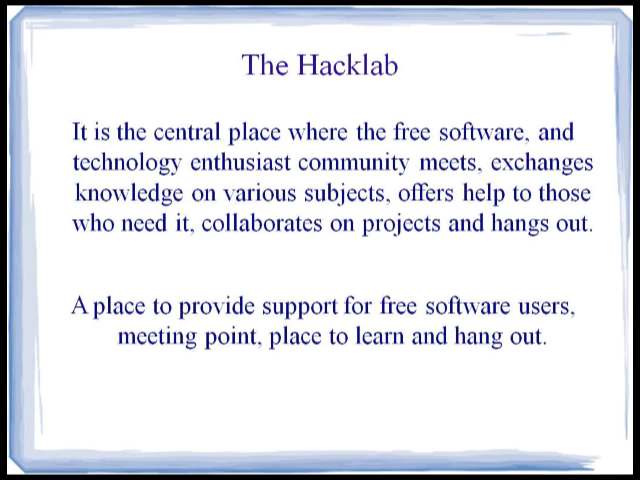 The Hacklab
It is the central place where the free software, and
technology enthusiast community meets, exchanges
knowledge on various subjects, offers help to those
who need it, collaborates on projects and hangs out.
A place to provide support for free software users,
meeting point, place to learn and hang out.